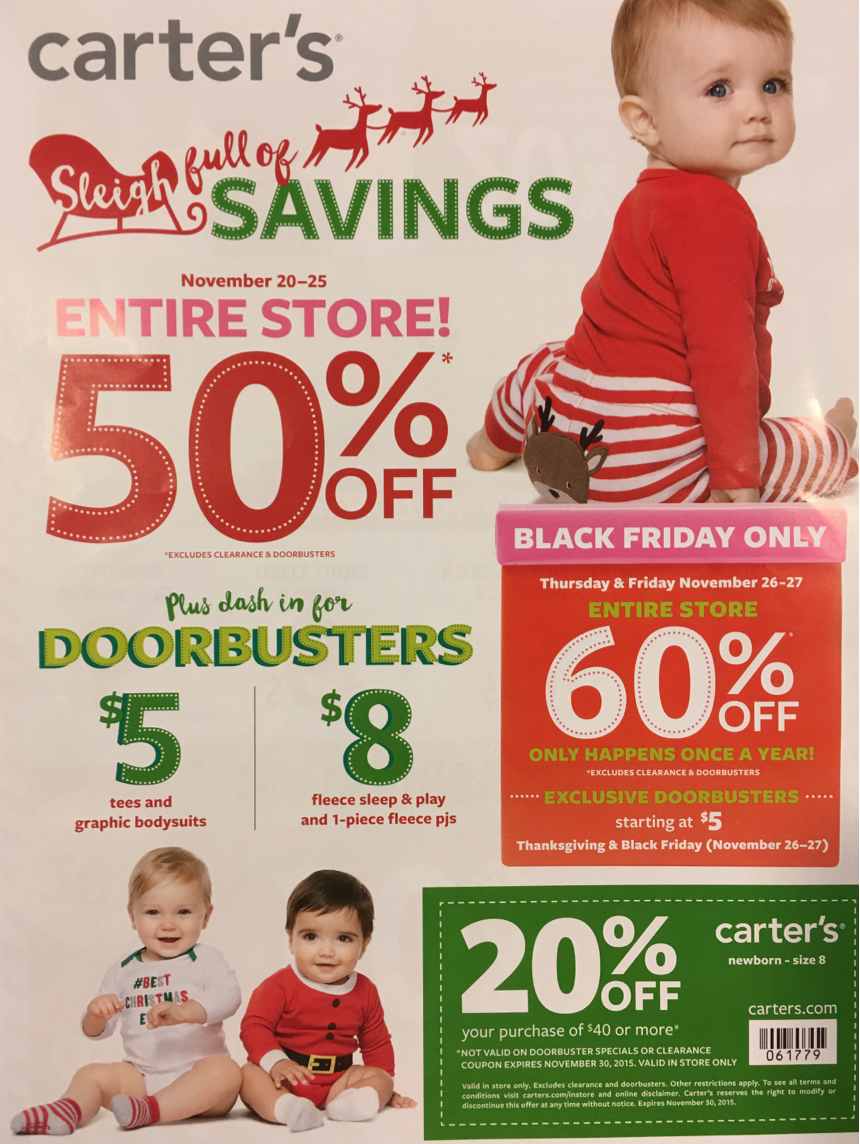 carter's®
Sleigh full of
SAVINGS
November 20–25
ENTIRE STORE!
50%*
OFF
*EXCLUDES CLEARANCE & DOORBUSTERS
Plus dash in for
DOORBUSTERS
$5
tees and
graphic bodysuits
$8
fleece sleep & play
and 1-piece fleece pjs
BLACK FRIDAY ONLY
Thursday & Friday November 26-27
ENTIRE STORE
60%*
OFF
ONLY HAPPENS ONCE A YEAR!
*EXCLUDES CLEARANCE & DOORBUSTERS
EXCLUSIVE DOORBUSTERS
starting at $5
Thanksgiving & Black Friday (November 26–27)
#BEST
CHRISTMAS
E
20%
OFF
your purchase of $40 or more*
*NOT VALID ON DOORBUSTER SPECIALS OR CLEARANCE
COUPON EXPIRES NOVEMBER 30, 2015. VALID IN STORE ONLY
carter's®
newborn - size 8
carters.com
061779
Valid in store only. Excludes clearance and doorbusters. Other restrictions apply. To see all terms and
conditions visit carters.com/instore and online disclaimer. Carter's reserves the right to modify or
discontinue this offer at any time without notice. Expires November 30, 2015.